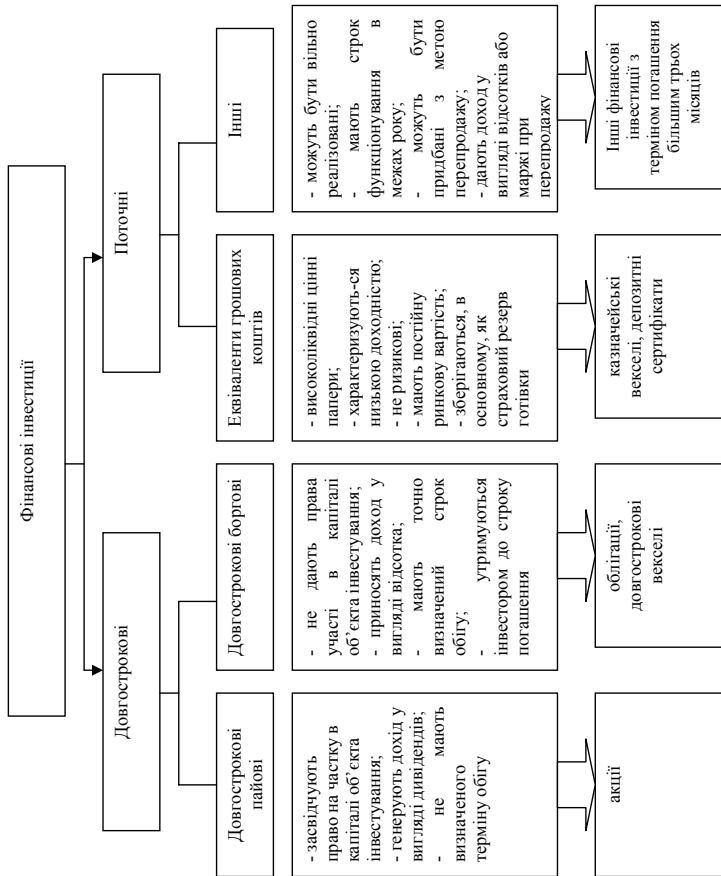 Фінансові інвестиції
Довгострокові
Поточні
Довгострокові
пайові
Довгострокові боргові
Еквіваленти грошових
коштів
Інші
- засвідчують
право на частку в
капіталі об’єкта
інвестування;
- генерують дохід у
вигляді дивідендів;
- не мають
визначеного
терміну обігу
- не дають права
участі в капіталі
об’єкта інвестування;
- приносять доход у
вигляді відсотка;
- мають точно
визначений строк
обігу;
- утримуються
інвестором до строку
погашення
- високоліквідні цінні
папери;
- характеризують-ся
низькою доходністю;
- не ризикові;
- мають постійну
ринкову вартість;
- зберігаються, в
основному, як
страховий резерв
готівки
- можуть бути вільно
реалізовані;
- мають строк
функціонування в
межах року;
- можуть бути
придбані з метою
перепродажу;
- дають доход у
вигляді відсотків або
маржі при
перепродажу
акції
облігації,
довгострокові
векселі
казначейські
векселі, депозитні
сертифікати
Інші фінансові
інвестиції з
терміном погашення
більшим трьох
місяців